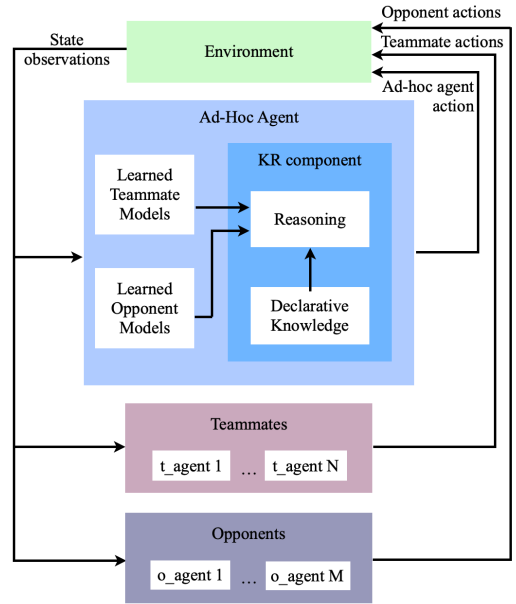 Opponent actions
State
observations
Environment
Teammate actions
Ad-hoc agent
action
Ad-Hoc Agent
KR component
Learned
Teammate
Models
Reasoning
Learned
Opponent
Models
Declarative
Knowledge
Teammates
t_agent 1 ... t_agent N
Opponents
o_agent 1 ... o_agent M